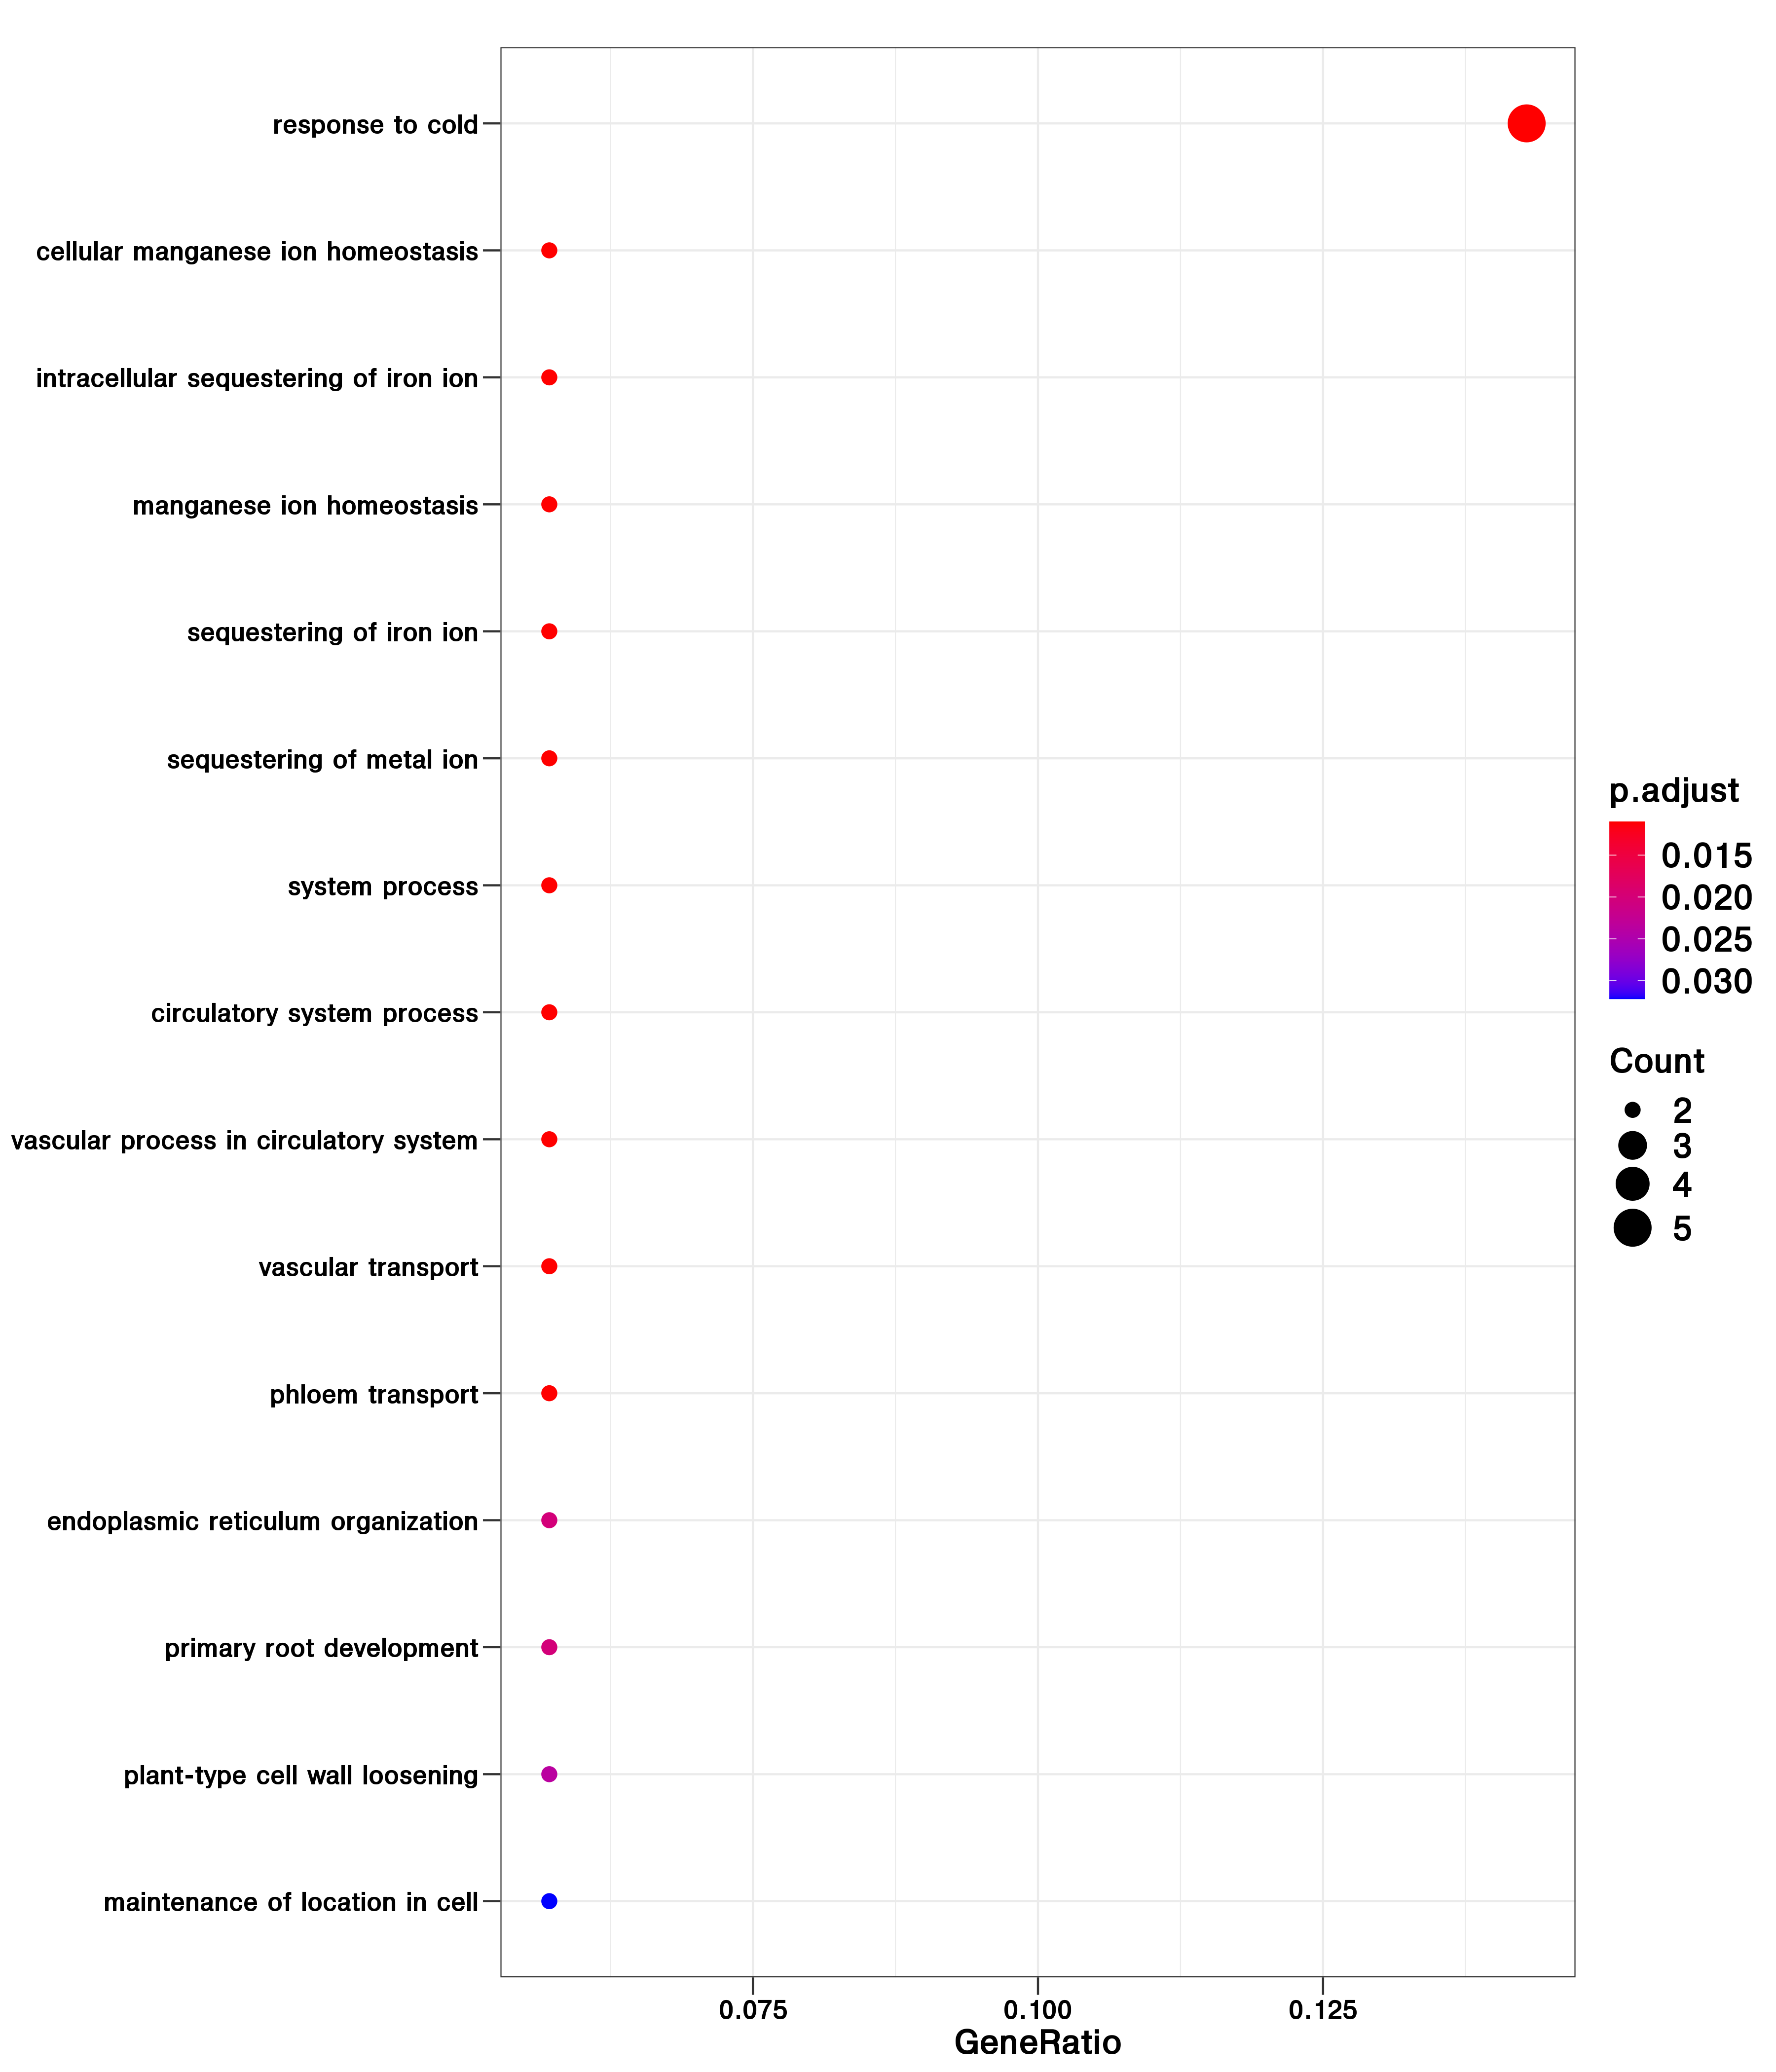 response to cold
cellular manganese ion homeostasis
intracellular sequestering of iron ion
manganese ion homeostasis
sequestering of iron ion
sequestering of metal ion
system process
circulatory system process
vascular process in circulatory system
vascular transport
phloem transport
endoplasmic reticulum organization
primary root development
plant-type cell wall loosening
maintenance of location in cell
0.075 0.100 0.125
GeneRatio
p.adjust
0.015
0.020
0.025
0.030
Count
2
3
4
5